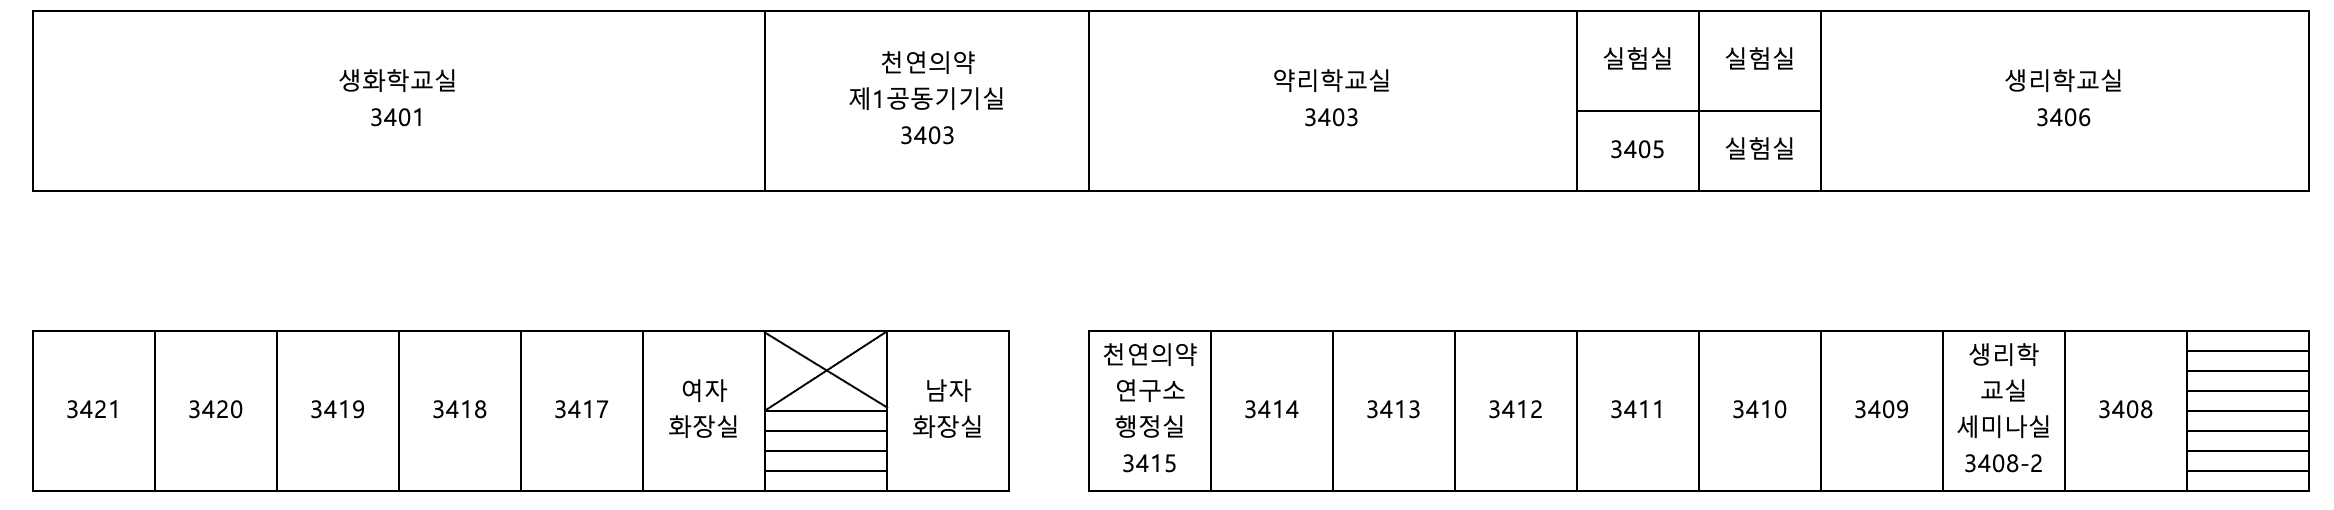 생화학교실
3401
천연의약
제1공동기기실
3403
약리학교실
3403
실험실
실험실
3405
실험실
생리학교실
3406
3421
3420
3419
3418
3417
여자
화장실
남자
화장실
천연의약
연구소
행정실
3415
3414
3413
3412
3411
3410
3409
생리학
교실
세미나실
3408-2
3408